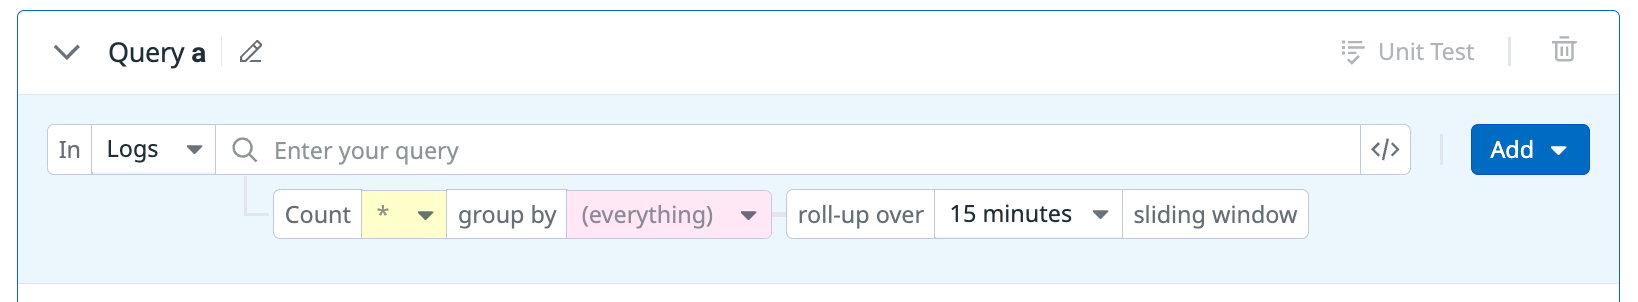 Query a
Unit Test
In Logs Enter your query </> Add
Count * group by (everything) roll-up over 15 minutes sliding window